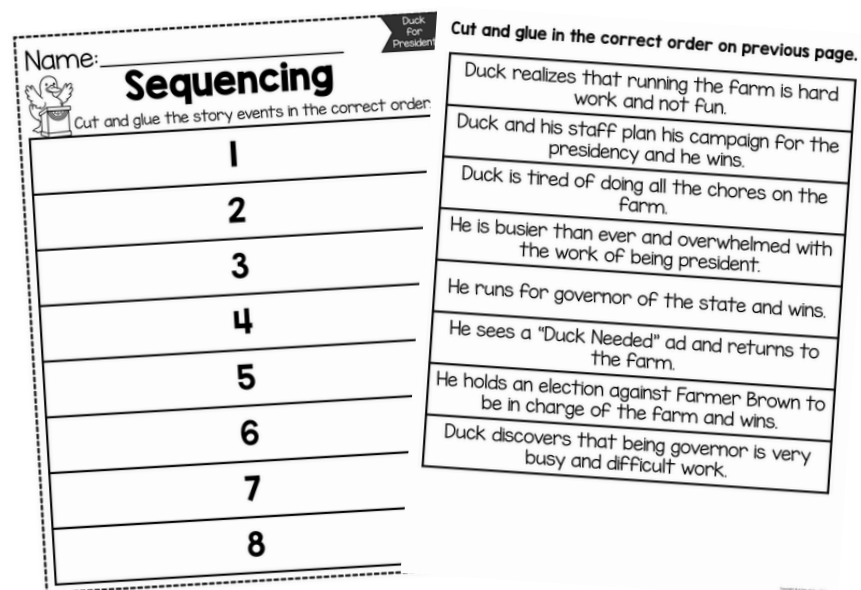 Duck
for
President
Name:
Sequencing
Cut and glue the story events in the correct order.
1
2
3
4
5
6
7
8
Cut and glue in the correct order on previous page.
Duck realizes that running the farm is hard
work and not fun.
Duck and his staff plan his campaign for the
presidency and he wins.
Duck is tired of doing all the chores on the
farm.
He is busier than ever and overwhelmed with
the work of being president.
He runs for governor of the state and wins.
He sees a "Duck Needed" ad and returns to
the farm.
He holds an election against Farmer Brown to
be in charge of the farm and wins.
Duck discovers that being governor is very
busy and difficult work.